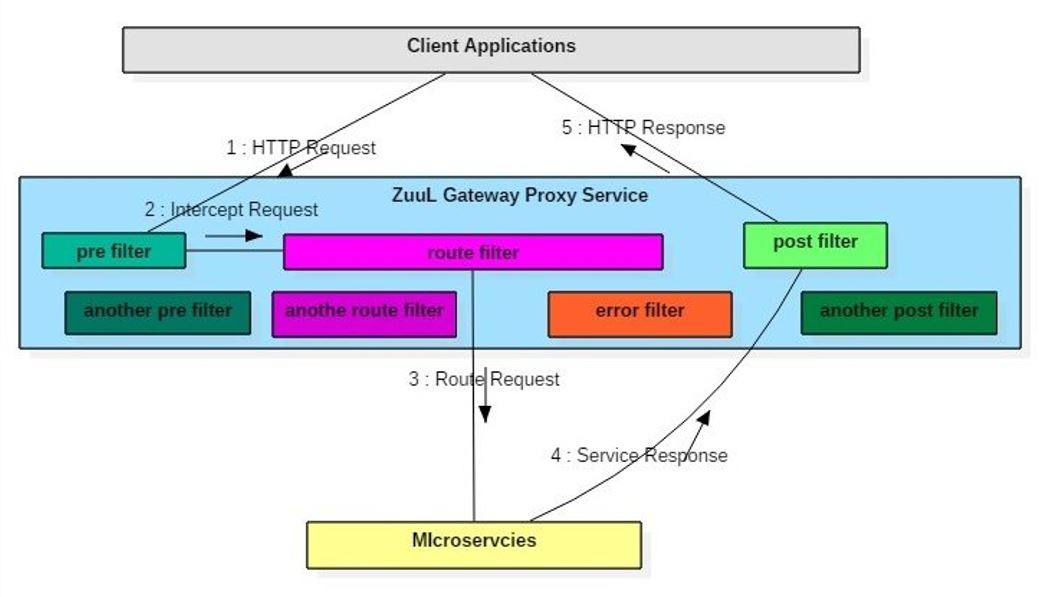 Client Applications
1 : HTTP Request
5 : HTTP Response
ZuuL Gateway Proxy Service
2 : Intercept Request
pre filter
route filter
post filter
another pre filter
anothe route filter
error filter
another post filter
3 : Route Request
4 : Service Response
MIcroservcies